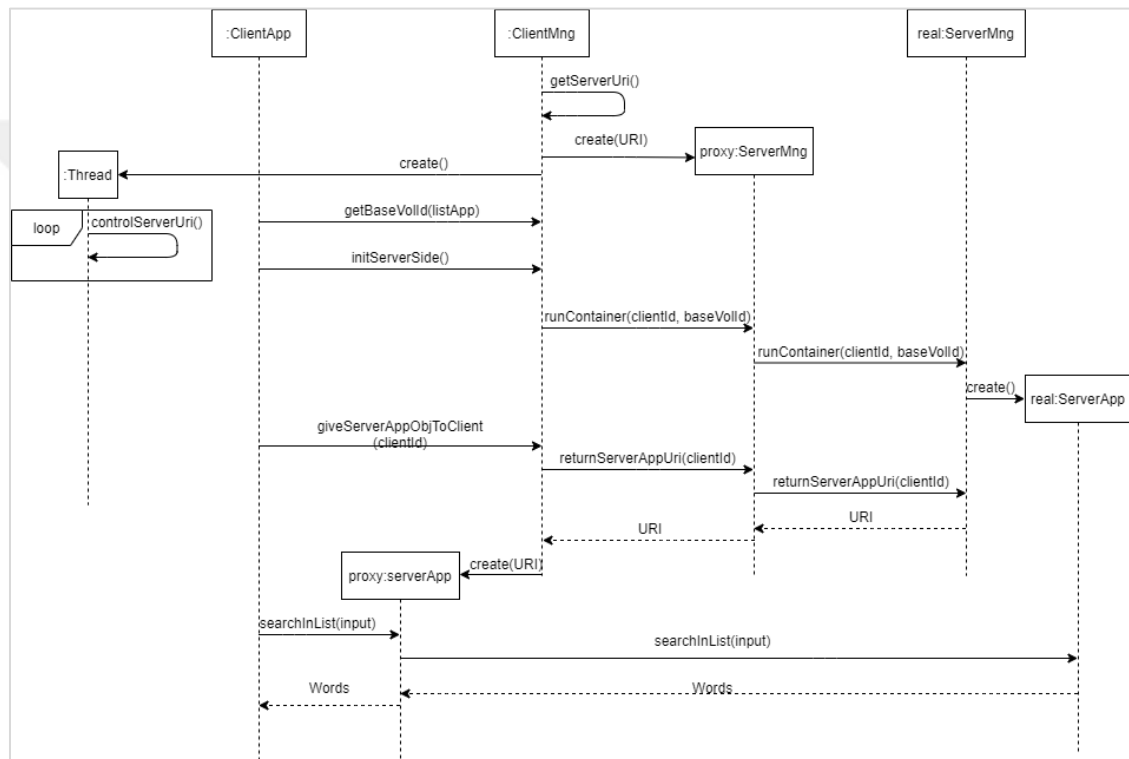 :ClientApp
:ClientMng
real:ServerMng
getServerUri()
create(URI)
proxy:ServerMng
create()
:Thread
getBaseVolId(listApp)
loop
controlServerUri()
initServerSide()
runContainer(clientId, baseVolId)
runContainer(clientId, baseVolId)
create()
real:ServerApp
giveServerAppObjToClient
(clientId)
returnServerAppUri(clientId)
returnServerAppUri(clientId)
URI
URI
create(URI)
proxy:serverApp
searchInList(input)
searchInList(input)
Words
Words